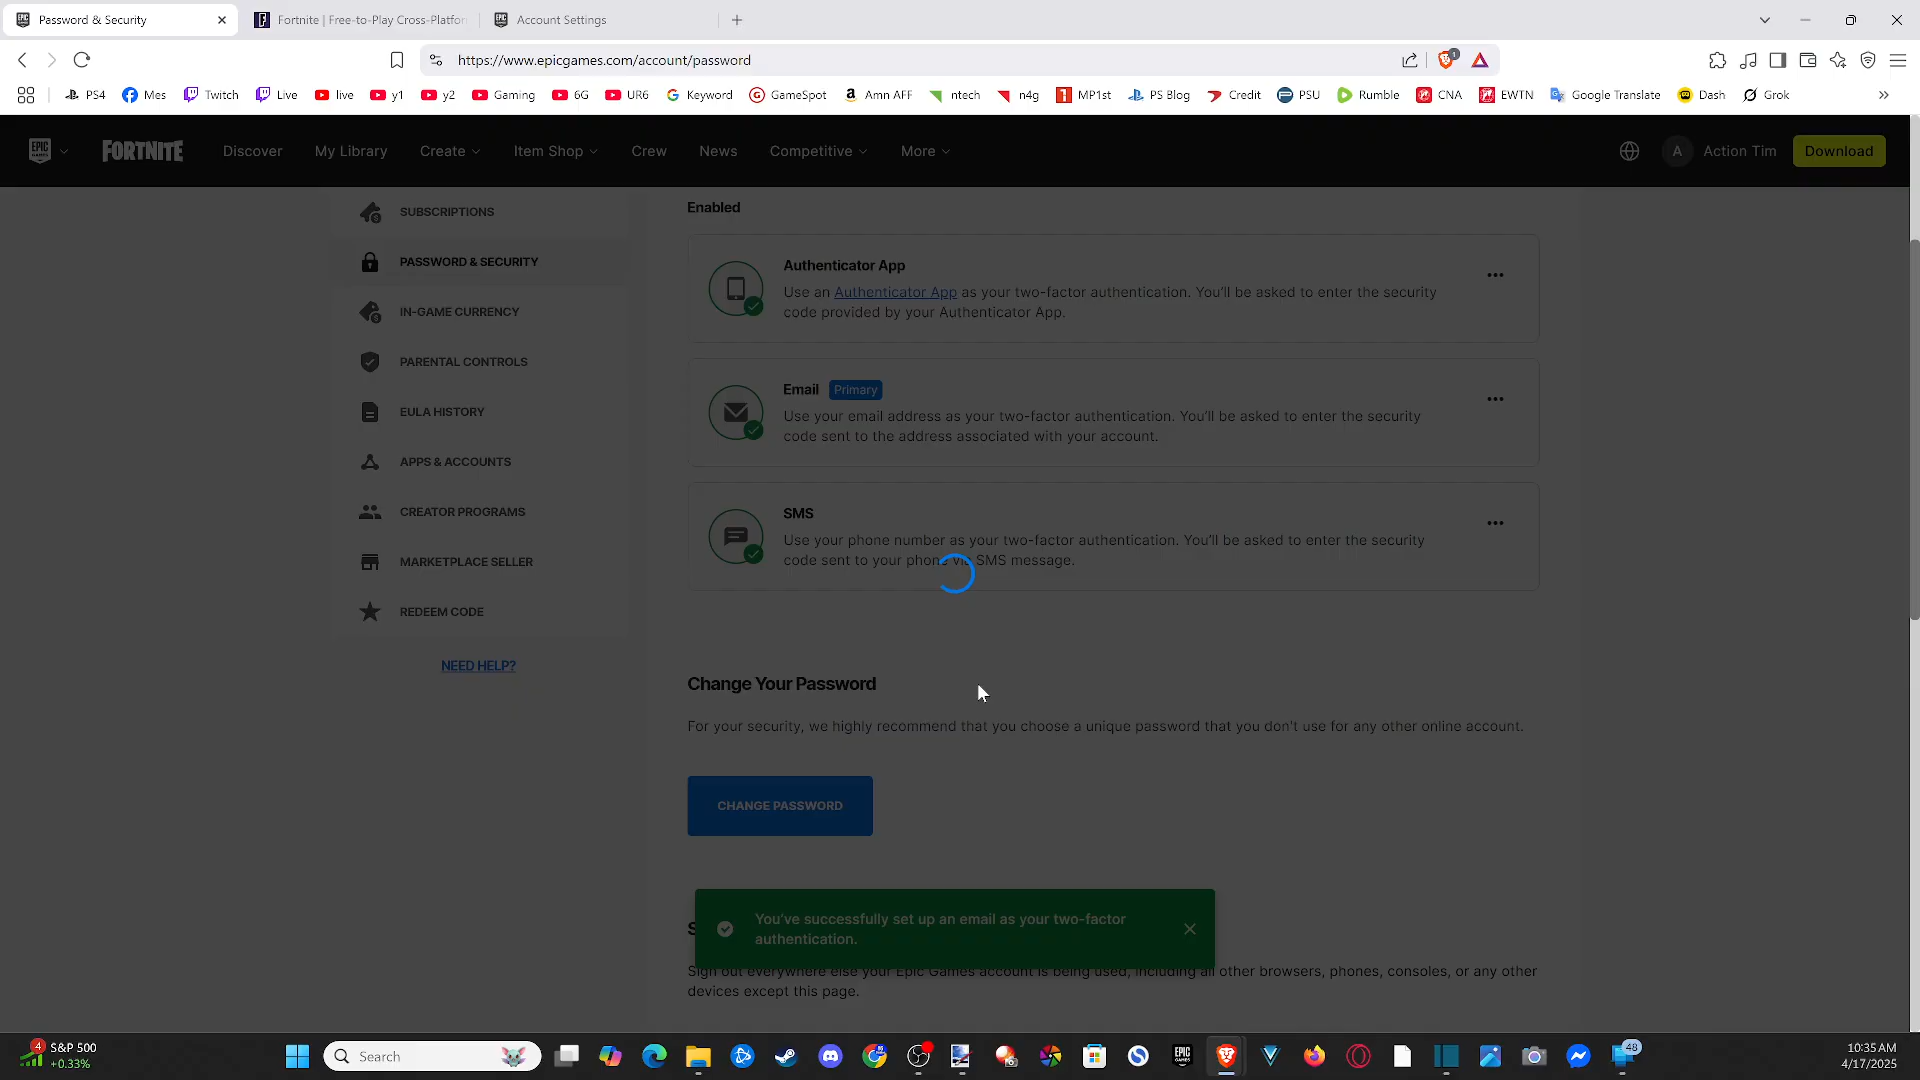 Password & Security
Fortnite | Free-to-Play Cross-Platfor
Account Settings
https://www.epicgames.com/account/password
1
PS4
Mes
Twitch
Live
live
y1
y2
Gaming
6G
UR6
Keyword
GameSpot
Amn AFF
ntech
n4g
MP1st
PS Blog
Credit
PSU
Rumble
CNA
EWTN
Google Translate
Dash
Grok
EPIC GAMES
FORTNITE
Discover
My Library
Create
Item Shop
Crew
News
Competitive
More
A
Action Tim
Download
SUBSCRIPTIONS
PASSWORD & SECURITY
IN-GAME CURRENCY
PARENTAL CONTROLS
EULA HISTORY
APPS & ACCOUNTS
CREATOR PROGRAMS
MARKETPLACE SELLER
REDEEM CODE
NEED HELP?
Enabled
Authenticator App
Use an Authenticator App as your two-factor authentication. You'll be asked to enter the security
code provided by your Authenticator App.
Email Primary
Use your email address as your two-factor authentication. You'll be asked to enter the security
code sent to the address associated with your account.
SMS
Use your phone number as your two-factor authentication. You'll be asked to enter the security
code sent to your phone via SMS message.
Change Your Password
For your security, we highly recommend that you choose a unique password that you don't use for any other online account.
CHANGE PASSWORD
You've successfully set up an email as your two-factor
authentication.
Sign out everywhere else your Epic Games account is being used, including all other browsers, phones, consoles, or any other
devices except this page.
4
S&P 500
+0.33%
Search
48
10:35 AM
4/17/2025